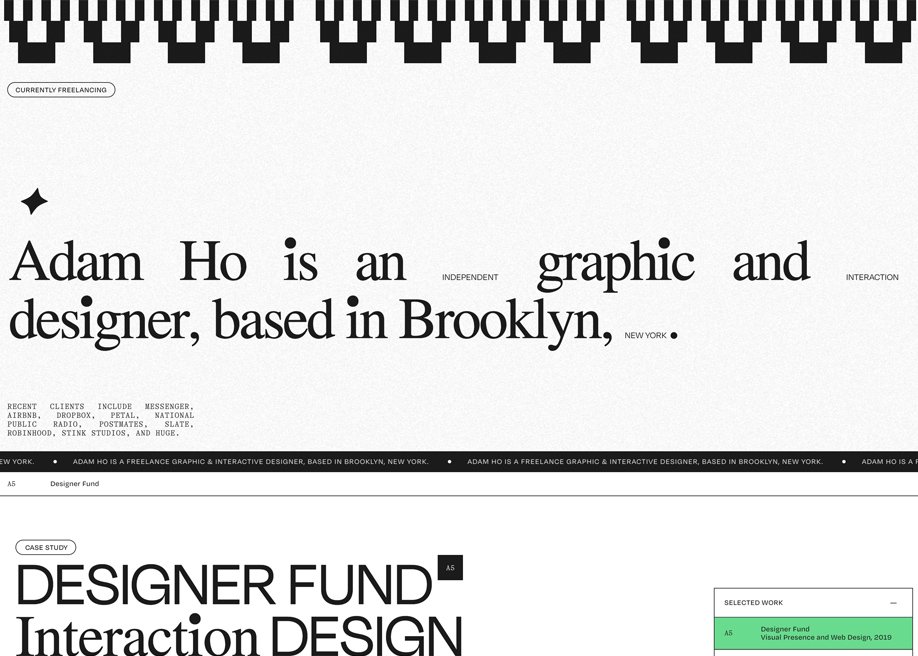 CURRENTLY FREELANCING
Adam Ho is an INDEPENDENT graphic and INTERACTION
designer, based in Brooklyn, NEW YORK.
RECENT CLIENTS INCLUDE MESSENGER,
AIRBNB, DROPBOX, PETAL, NATIONAL
PUBLIC RADIO, POSTMATES, SLATE,
ROBINHOOD, STINK STUDIOS, AND HUGE.
EW YORK. ● ADAM HO IS A FREELANCE GRAPHIC & INTERACTIVE DESIGNER, BASED IN BROOKLYN, NEW YORK. ● ADAM HO IS A FREELANCE GRAPHIC & INTERACTIVE DESIGNER, BASED IN BROOKLYN, NEW YORK. ● ADAM HO IS A
A5 Designer Fund
CASE STUDY
DESIGNER FUND A5
Interaction DESIGN
SELECTED WORK —
A5 Designer Fund
Visual Presence and Web Design, 2019